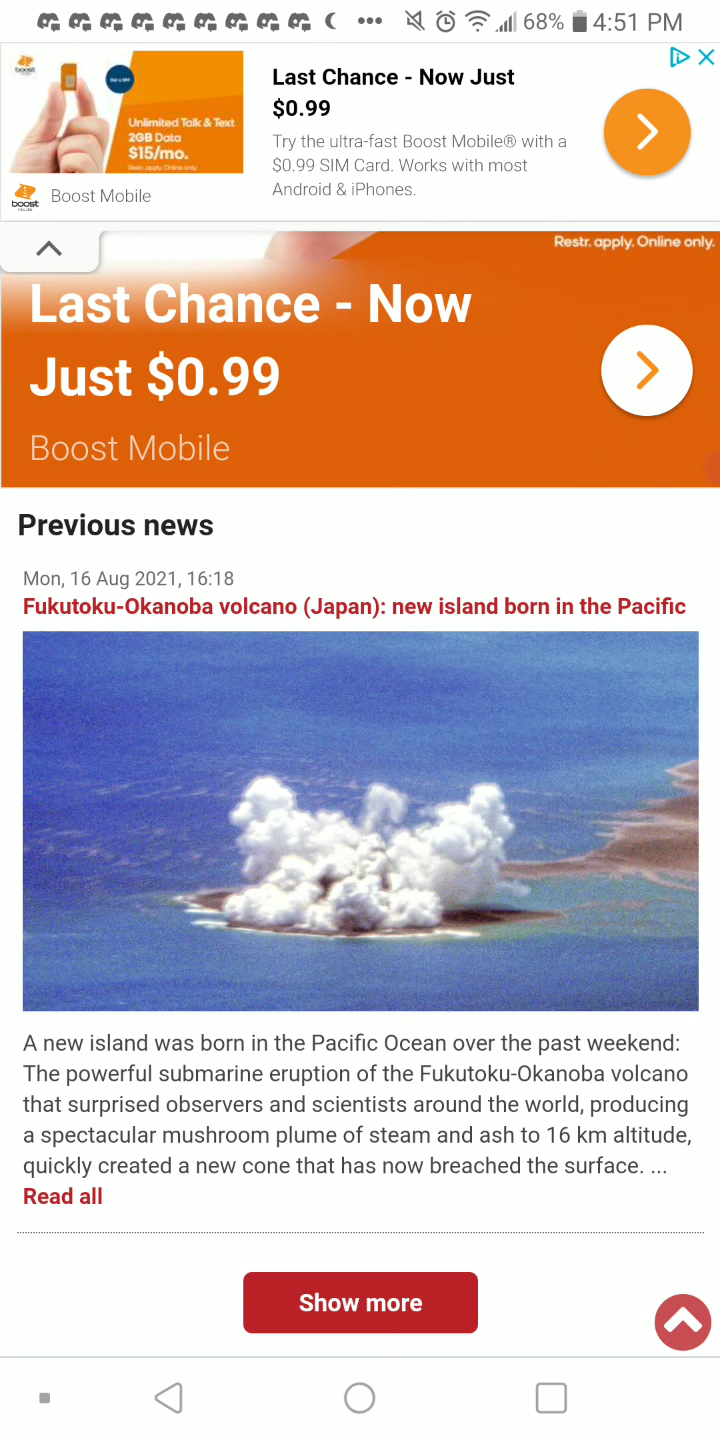 68% 4:51 PM
boost
Unlimited Talk & Text
2GB Data
$15/mo.
Restr. apply. Online only.
Last Chance - Now Just
$0.99
Try the ultra-fast Boost Mobile® with a
$0.99 SIM Card. Works with most
Android & iPhones.
boost
Boost Mobile
Restr. apply. Online only.
Last Chance - Now
Just $0.99
Boost Mobile
Previous news
Mon, 16 Aug 2021, 16:18
Fukutoku-Okanoba volcano (Japan): new island born in the Pacific
A new island was born in the Pacific Ocean over the past weekend:
The powerful submarine eruption of the Fukutoku-Okanoba volcano
that surprised observers and scientists around the world, producing
a spectacular mushroom plume of steam and ash to 16 km altitude,
quickly created a new cone that has now breached the surface. ...
Read all
Show more